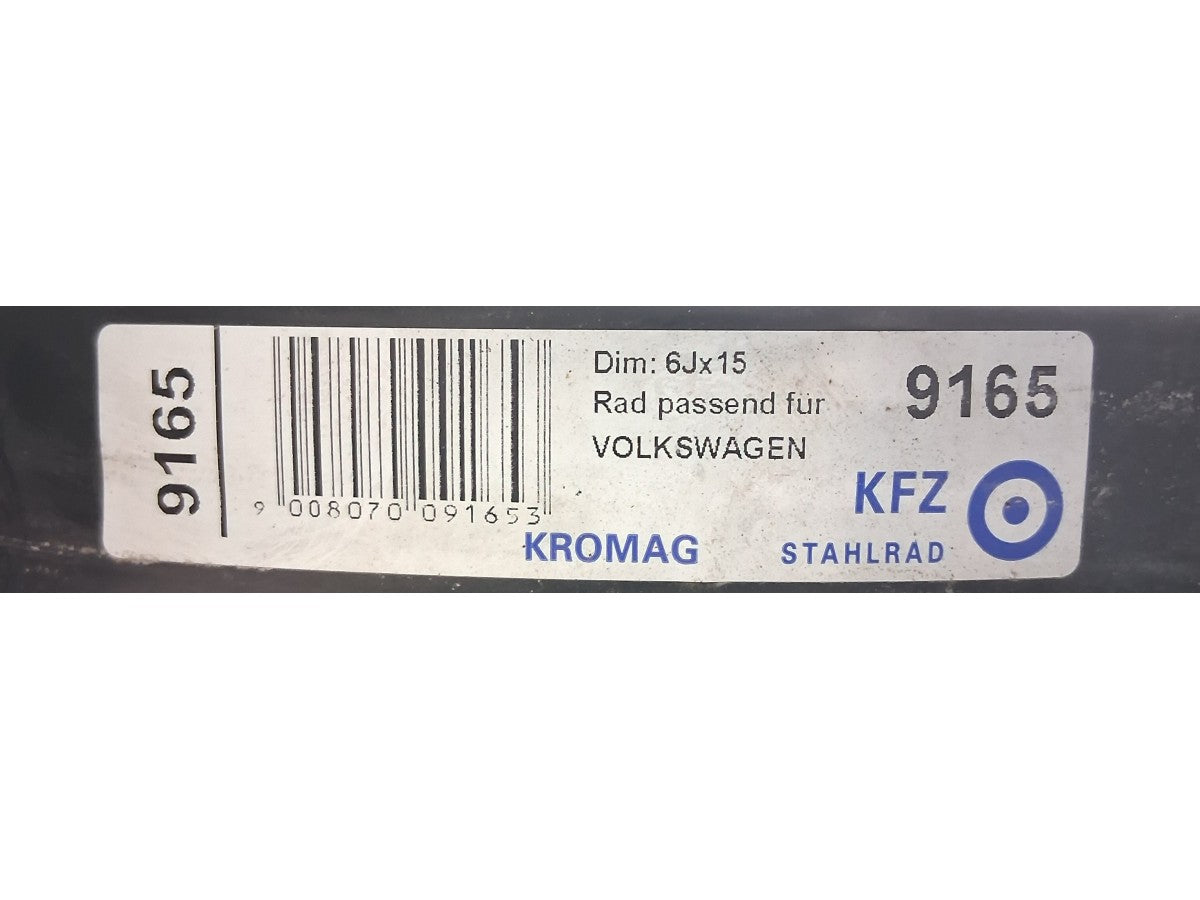 9165
9 008070 091653
Dim: 6Jx15
Rad passend für
VOLKSWAGEN
9165
KROMAG
KFZ
STAHLRAD